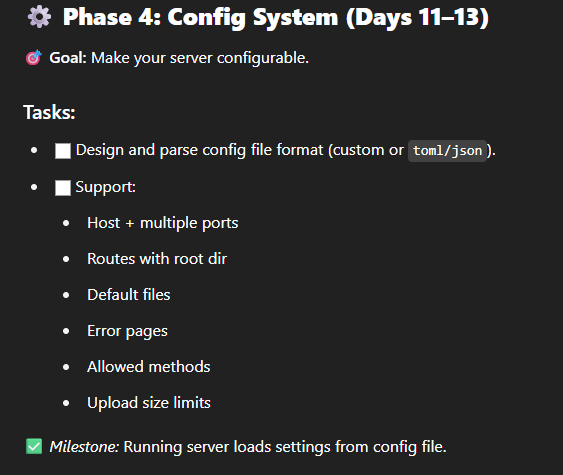 ⚙️ Phase 4: Config System (Days 11–13)
🎯 Goal: Make your server configurable.
Tasks:
• ☐ Design and parse config file format (custom or toml/json).
• ☐ Support:
• Host + multiple ports
• Routes with root dir
• Default files
• Error pages
• Allowed methods
• Upload size limits
✅ Milestone: Running server loads settings from config file.